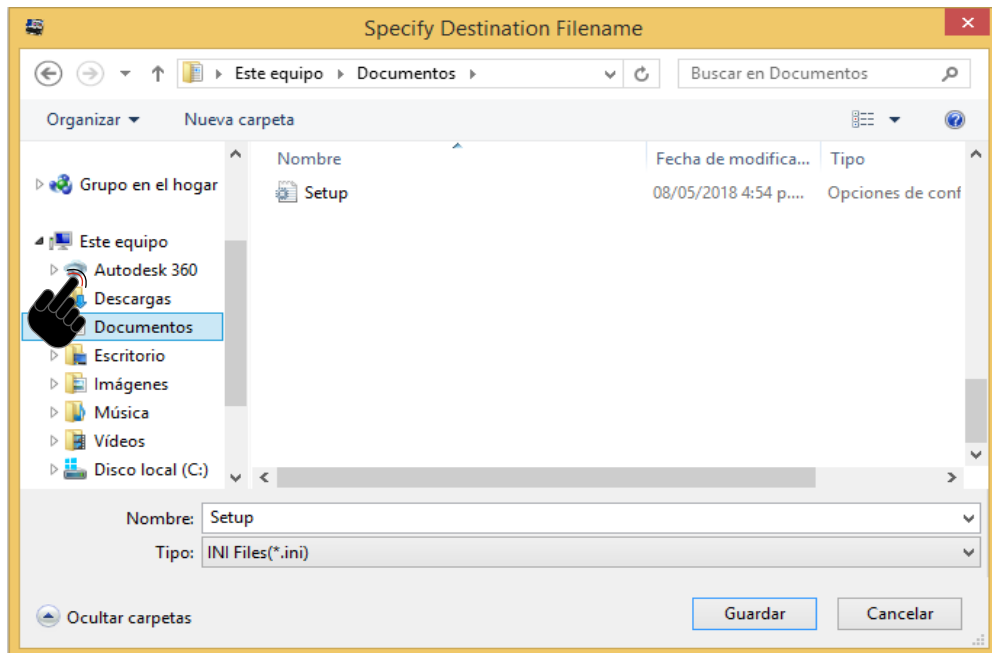 Specify Destination Filename
Este equipo Documentos
Buscar en Documentos
Organizar Nueva carpeta
Nombre Fecha de modifica... Tipo
Grupo en el hogar
Setup 08/05/2018 4:54 p.... Opciones de conf
Este equipo
Autodesk 360
Descargas
Documentos
Escritorio
Imágenes
Música
Vídeos
Disco local (C:)
Nombre: Setup
Tipo: INI Files(*.ini)
Ocultar carpetas Guardar Cancelar